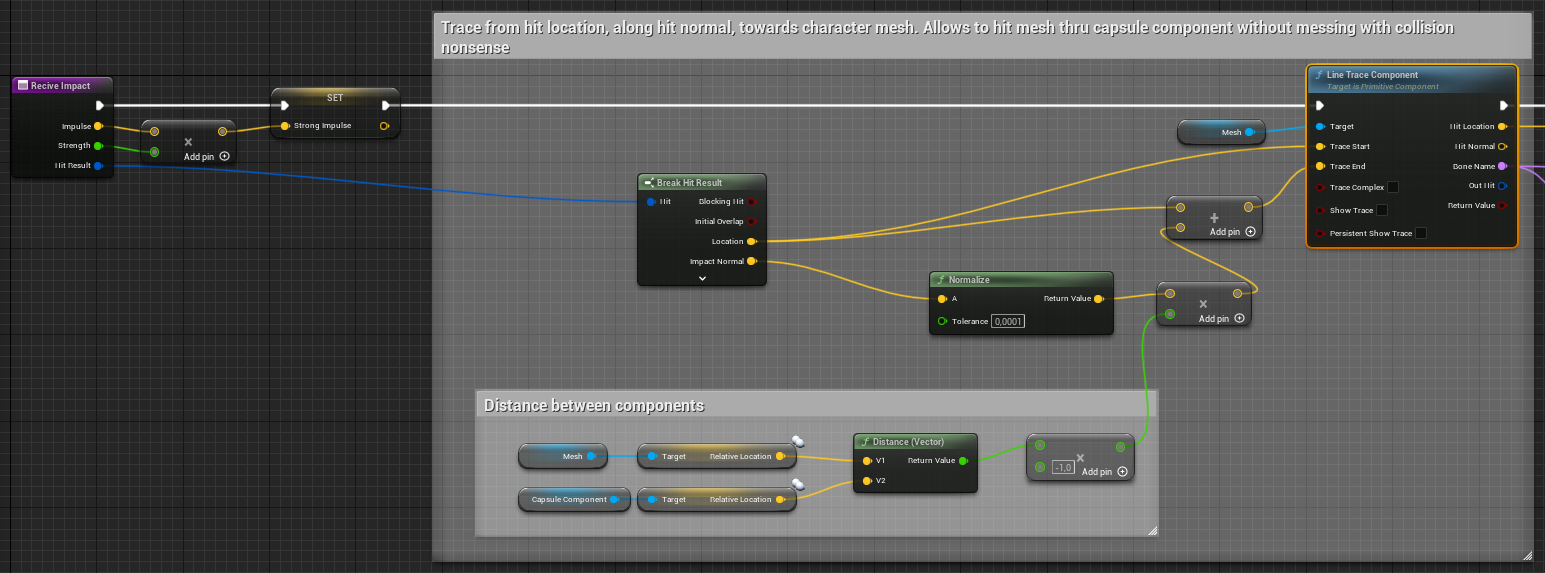 Trace from hit location, along hit normal, towards character mesh. Allows to hit mesh thru capsule component without messing with collision
nonsense
Recive Impact
Impulse
Strength
Hit Result
×
Add pin
SET
Strong Impulse
Break Hit Result
Hit
Blocking Hit
Initial Overlap
Location
Impact Normal
Mesh
f Line Trace Component
Target is Primitive Component
Target
Hit Location
Trace Start
Hit Normal
Trace End
Bone Name
Trace Complex
Out Hit
Show Trace
Return Value
Persistent Show Trace
+
Add pin
f Normalize
A
Return Value
Tolerance 0,0001
×
Add pin
Distance between components
Mesh
Target Relative Location
Capsule Component
Target Relative Location
f Distance (Vector)
V1 Return Value
V2
×
-1,0 Add pin